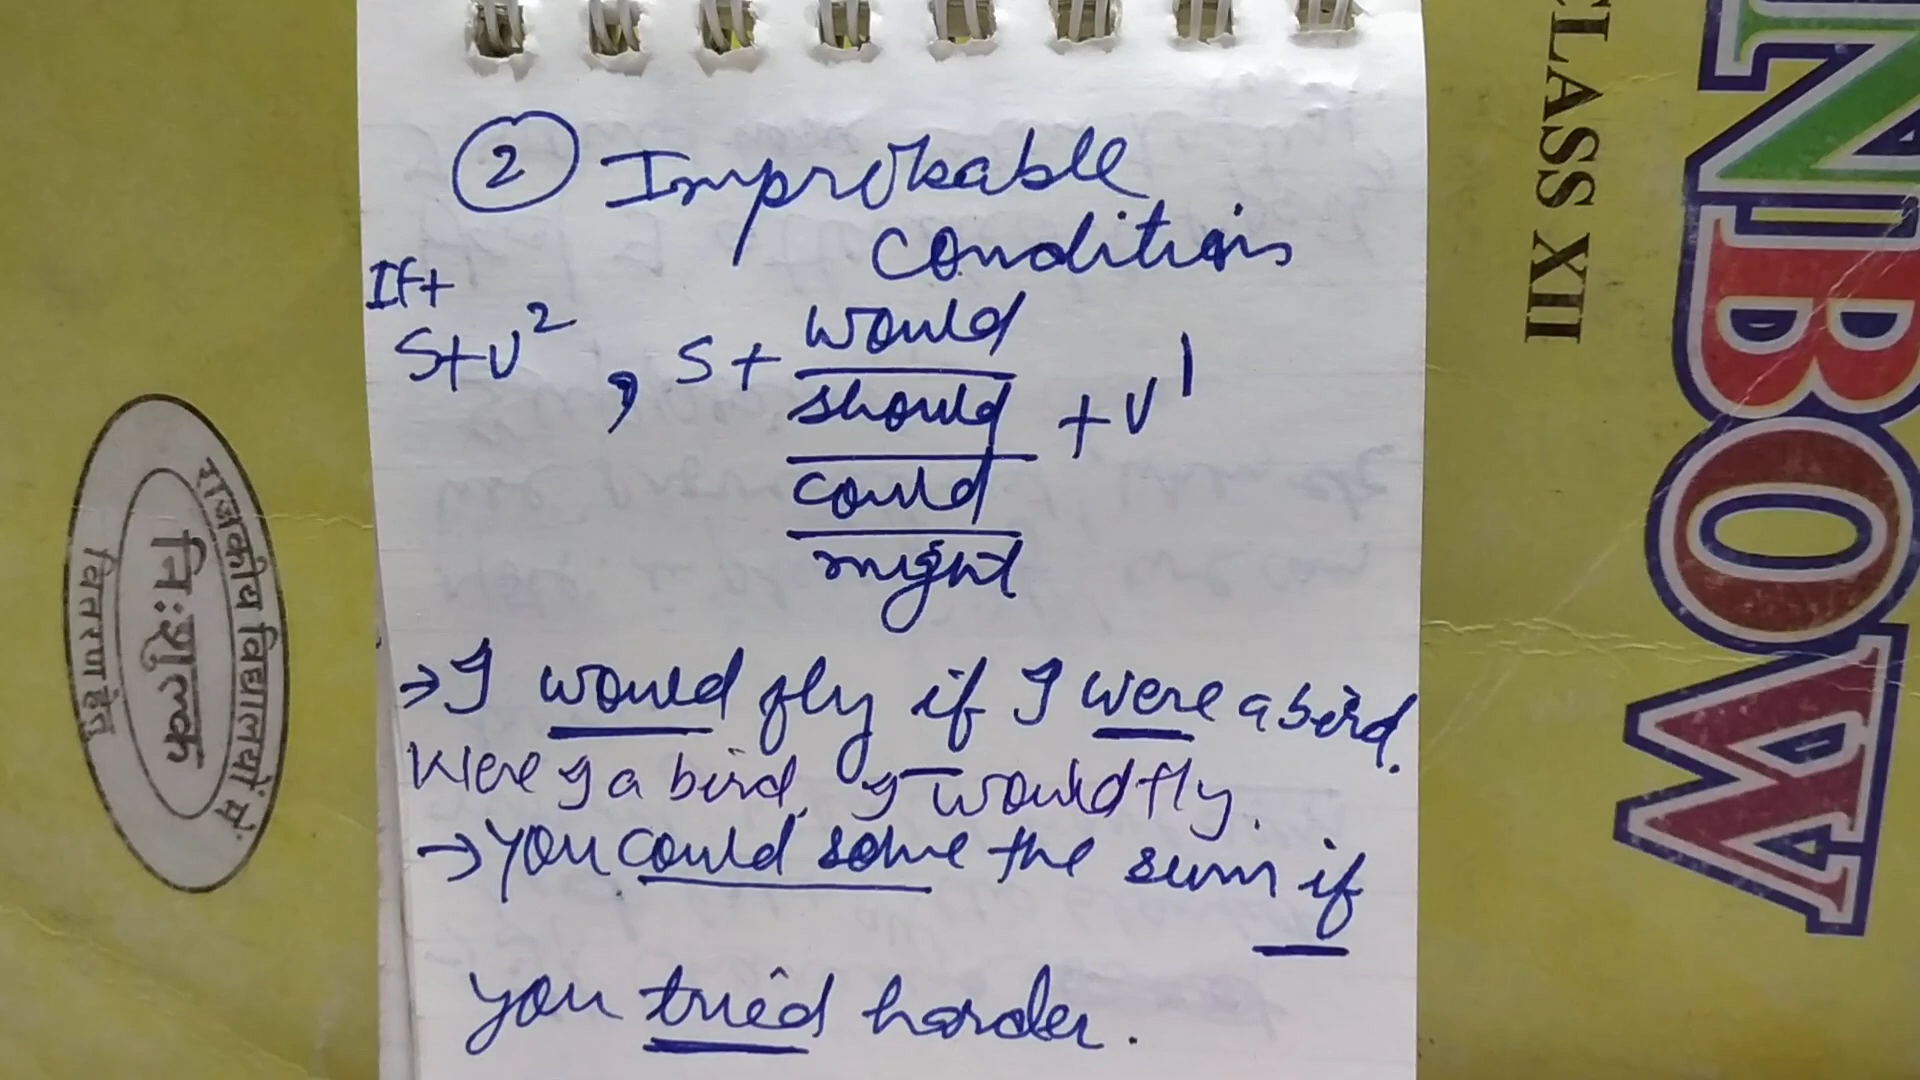 2 Improbable
conditions
If+
S+V2, S + would + V1
should
could
might
→ I would fly if I were a bird.
Were I a bird, I would fly.
→ You could solve the sum if
you tried harder.
CLASS XII
NBOW
राजकीय विद्यालयों में
निःशुल्क
वितरण हेतु